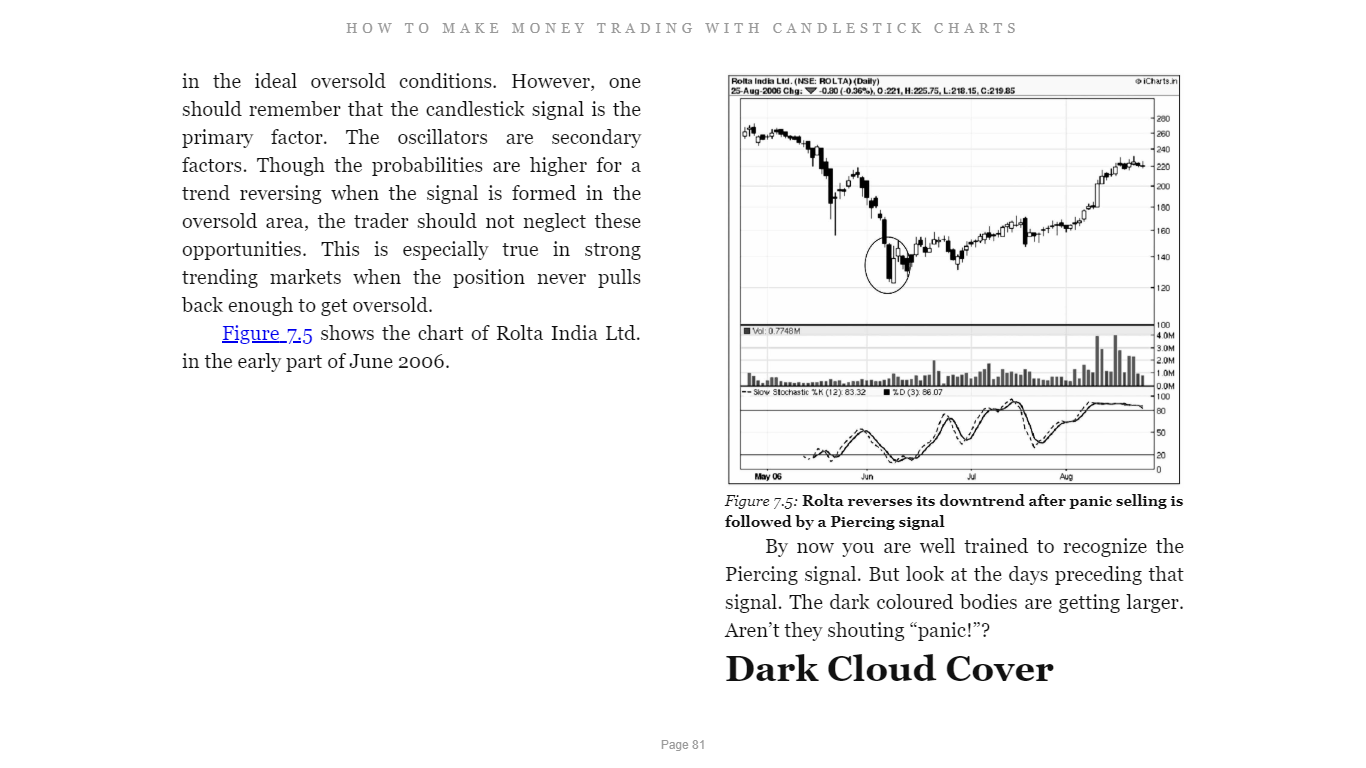 HOW TO MAKE MONEY TRADING WITH CANDLESTICK CHARTS
in the ideal oversold conditions. However, one
should remember that the candlestick signal is the
primary factor. The oscillators are secondary
factors. Though the probabilities are higher for a
trend reversing when the signal is formed in the
oversold area, the trader should not neglect these
opportunities. This is especially true in strong
trending markets when the position never pulls
back enough to get oversold.
Figure 7.5 shows the chart of Rolta India Ltd.
in the early part of June 2006.
Rolta India Ltd. (NSE: ROLTA) (Daily) © iCharts.in
25-Aug-2006 Chg: ▼ -0.80 (-0.36%), O:221, H:225.75, L:218.15, C:219.85
280
260
240
220
200
180
160
140
120
100
Vol: 0.7748M
4.0M
3.0M
2.0M
1.0M
0.0M
Slow Stochastic %K (12): 83.32 %D (3): 86.07
100
80
50
20
0
May 06 Jun Jul Aug
Figure 7.5: Rolta reverses its downtrend after panic selling is
followed by a Piercing signal
By now you are well trained to recognize the
Piercing signal. But look at the days preceding that
signal. The dark coloured bodies are getting larger.
Aren’t they shouting “panic!”?
Dark Cloud Cover
Page 81